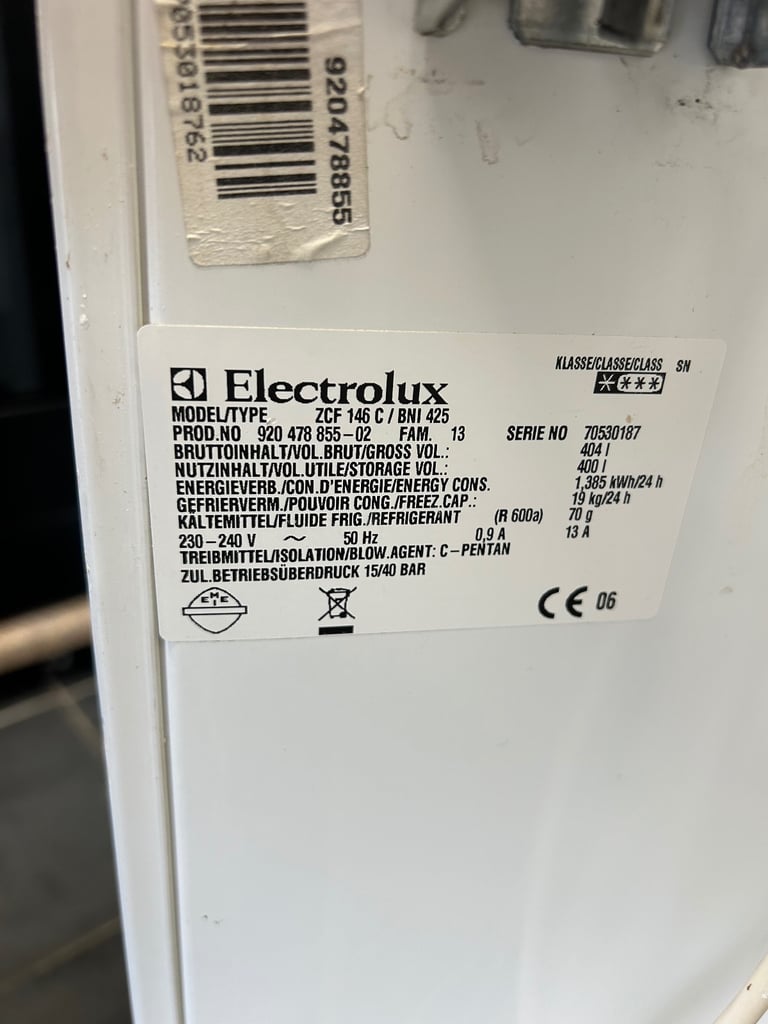 920478855
7053018762
Electrolux
KLASSE/CLASSE/CLASS SN
MODEL/TYPE ZCF 146 C / BNI 425
PROD.NO 920 478 855-02 FAM. 13 SERIE NO 70530187
BRUTTOINHALT/VOL.BRUT/GROSS VOL.: 404 l
NUTZINHALT/VOL.UTILE/STORAGE VOL.: 400 l
ENERGIEVERB./CON.D'ENERGIE/ENERGY CONS. 1,385 kWh/24 h
GEFRIERVERM./POUVOIR CONG./FREEZ.CAP.: 19 kg/24 h
KÄLTEMITTEL/FLUIDE FRIG./REFRIGERANT (R 600a) 70 g
230-240 V ~ 50 Hz 0,9 A 13 A
TREIBMITTEL/ISOLATION/BLOW.AGENT: C-PENTAN
ZUL.BETRIEBSÜBERDRUCK 15/40 BAR
EMEI
CE 06